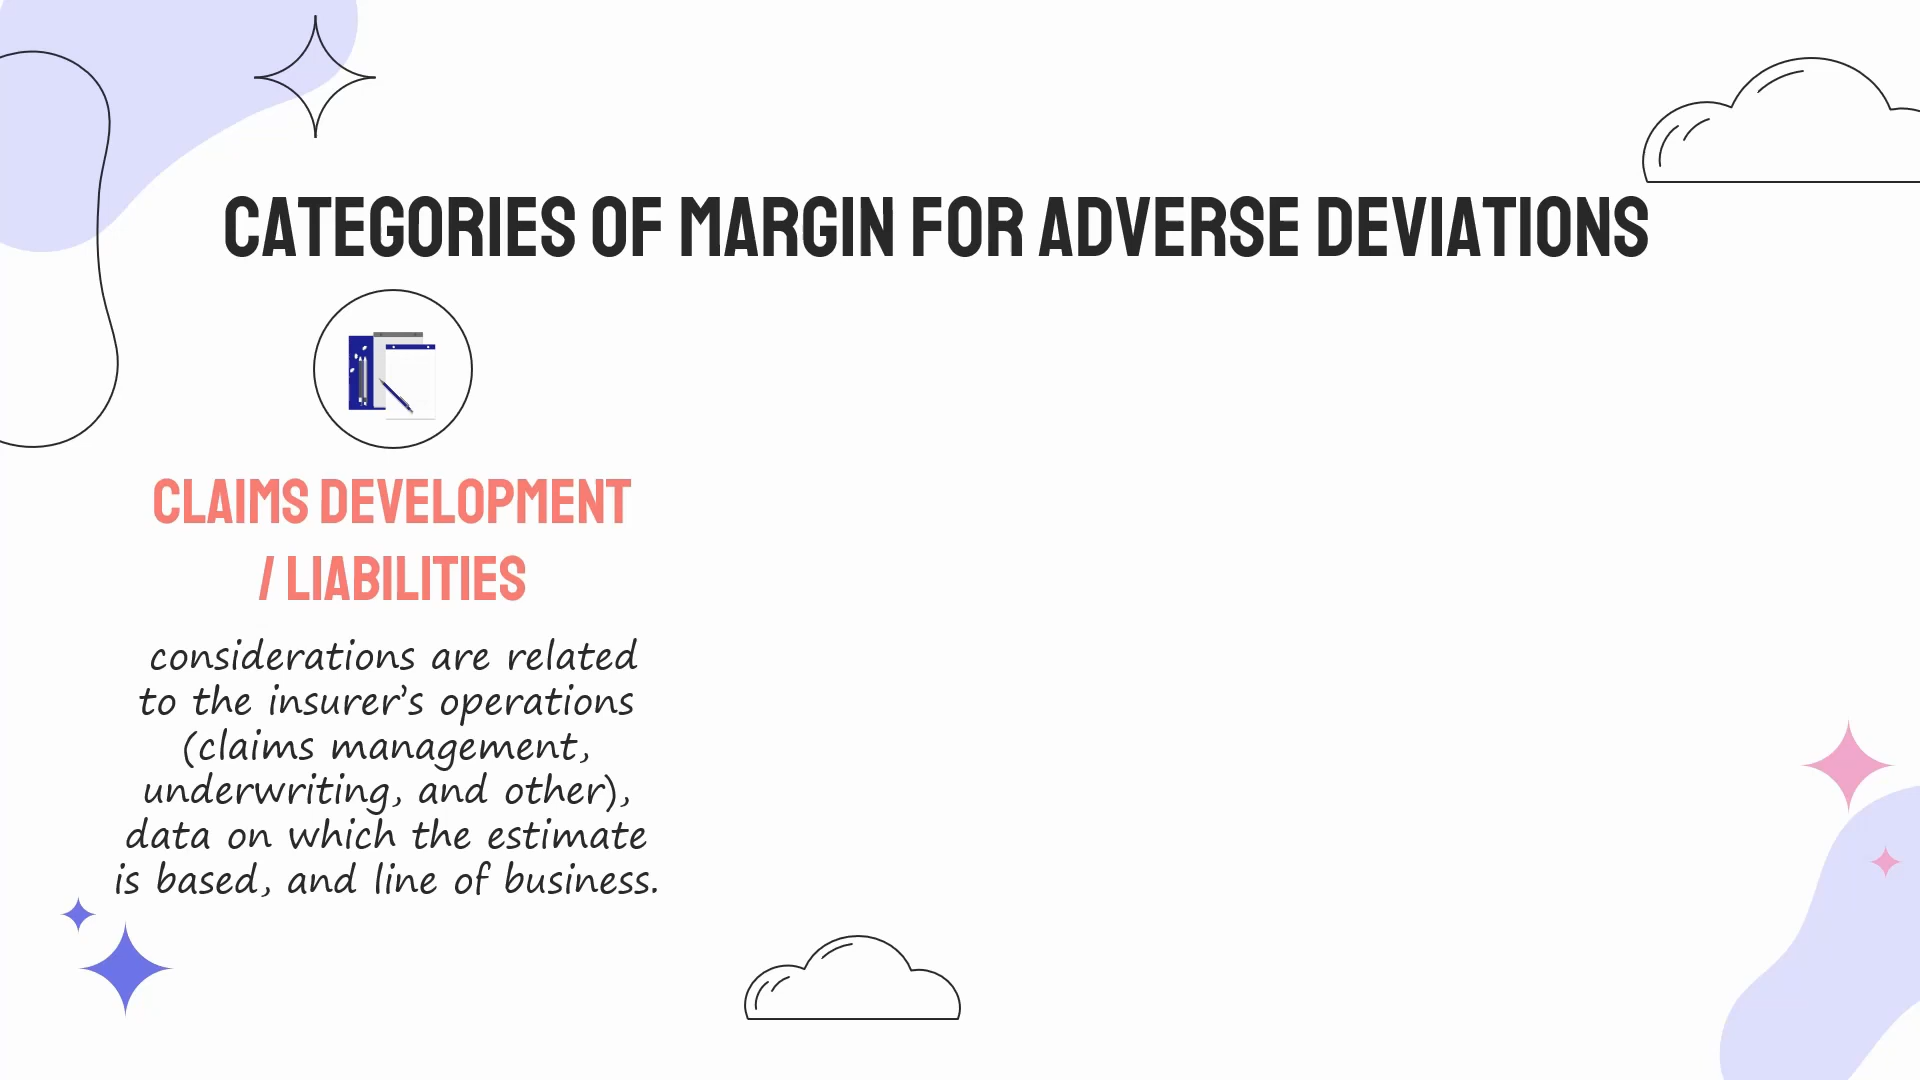 CATEGORIES OF MARGIN FOR ADVERSE DEVIATIONS
CLAIMS DEVELOPMENT
/ LIABILITIES
considerations are related
to the insurer’s operations
(claims management,
underwriting, and other),
data on which the estimate
is based, and line of business.